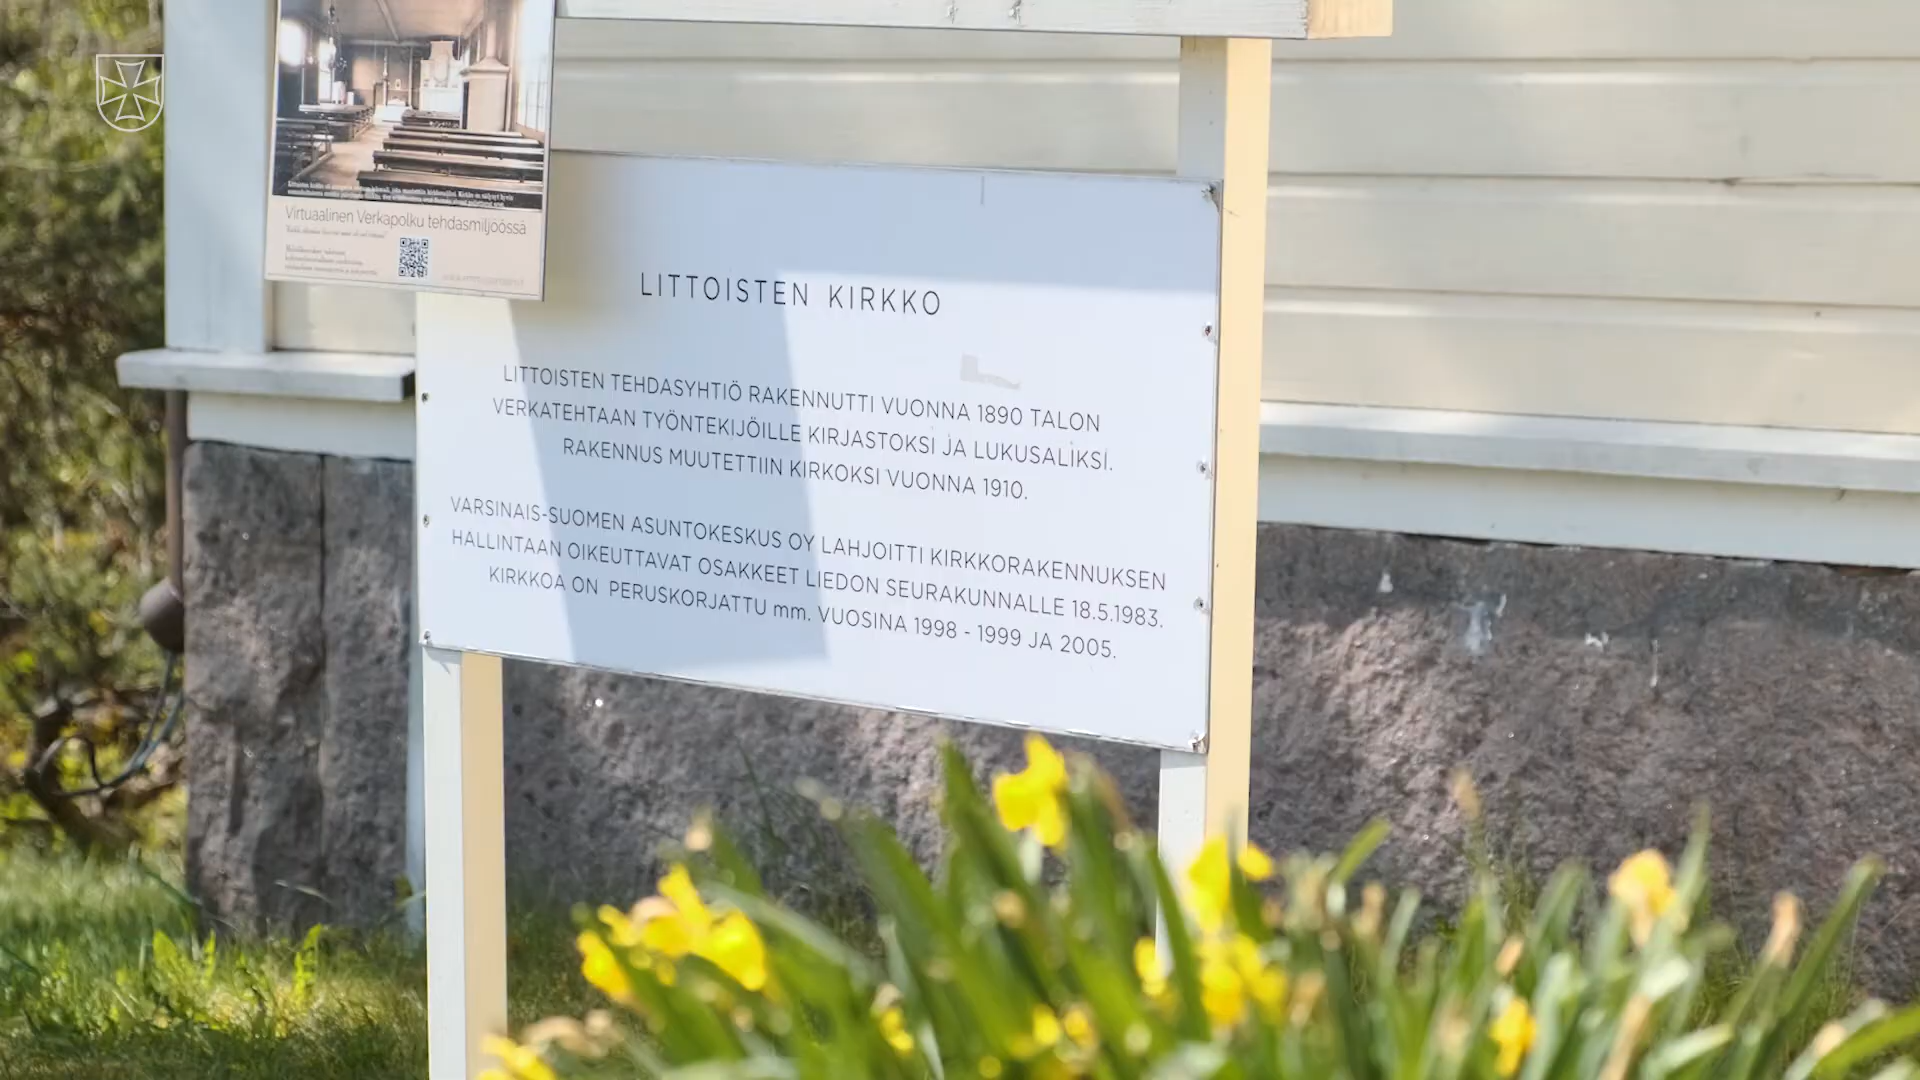 Virtuaalinen Verkapolku tehdasmiljöössä
LITTOISTEN KIRKKO
LITTOISTEN TEHDASYHTIÖ RAKENNUTTI VUONNA 1890 TALON
VERKATEHTAAN TYÖNTEKIJÖILLE KIRJASTOKSI JA LUKUSALIKSI.
RAKENNUS MUUTETTIIN KIRKOKSI VUONNA 1910.
VARSINAIS-SUOMEN ASUNTOKESKUS OY LAHJOITTI KIRKKORAKENNUKSEN
HALLINTAAN OIKEUTTAVAT OSAKKEET LIEDON SEURAKUNNALLE 18.5.1983.
KIRKKOA ON PERUSKORJATTU mm. VUOSINA 1998 - 1999 JA 2005.